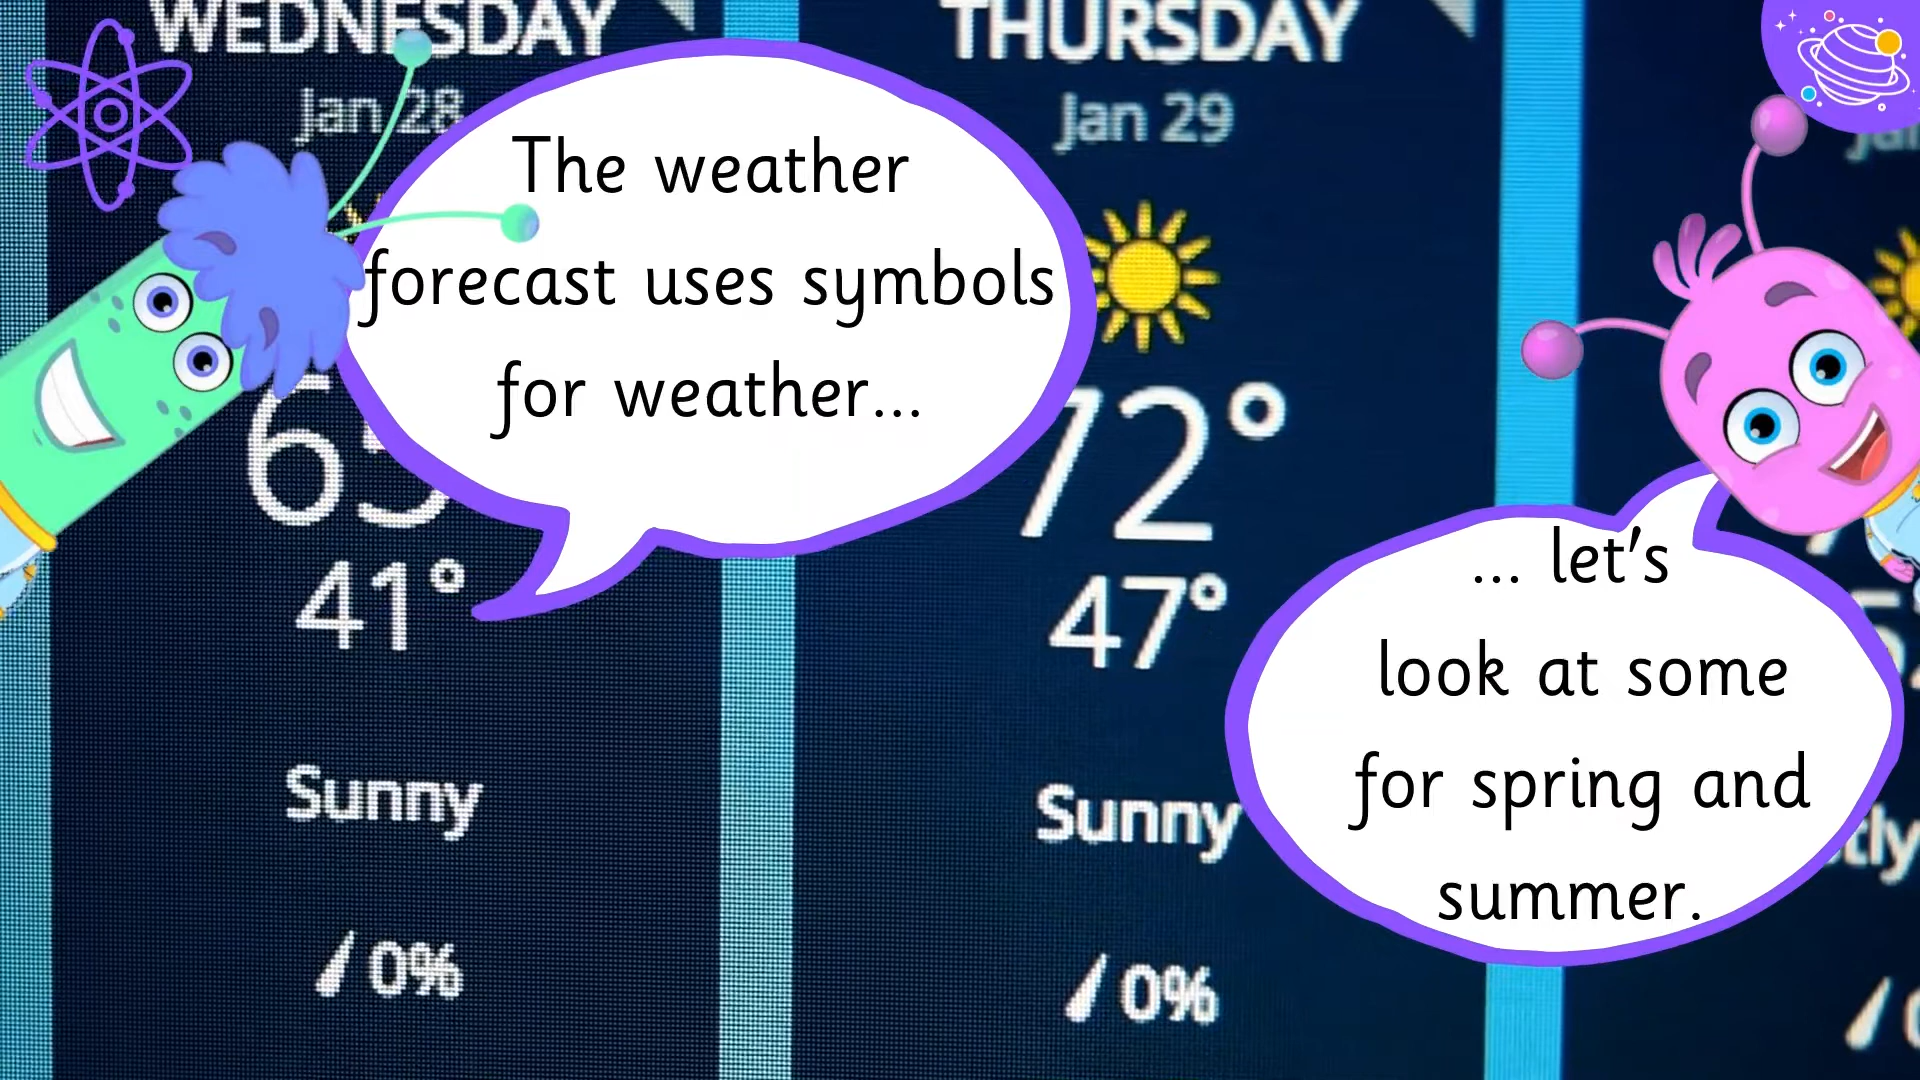 WEDNESDAY
Jan 28
41°
Sunny
0%
THURSDAY
Jan 29
72°
47°
Sunny
0%
The weather
forecast uses symbols
for weather...
... let's
look at some
for spring and
summer.